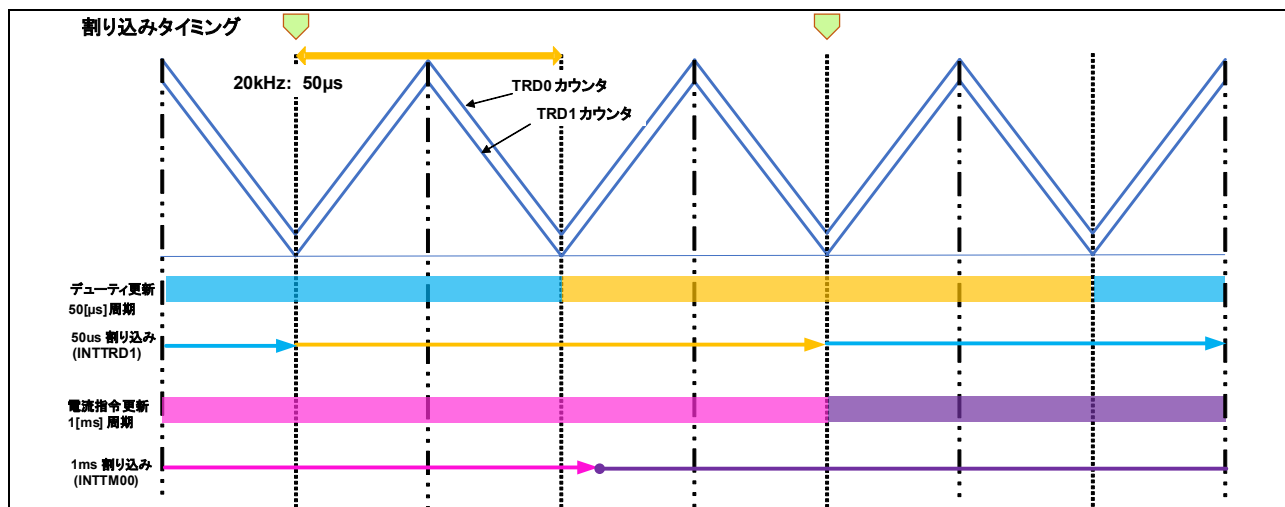 割り込みタイミング
20kHz: 50µs
TRD0 カウンタ
TRD1 カウンタ
デューティ更新
50[µs] 周期
50us 割り込み
(INTTRD1)
電流指令更新
1[ms] 周期
1ms 割り込み
(INTTM00)